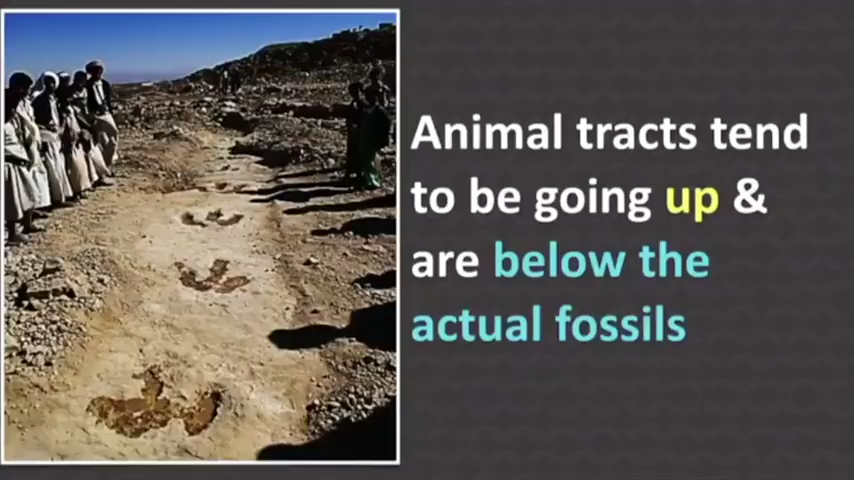 Animal tracts tend
to be going up &
are below the
actual fossils